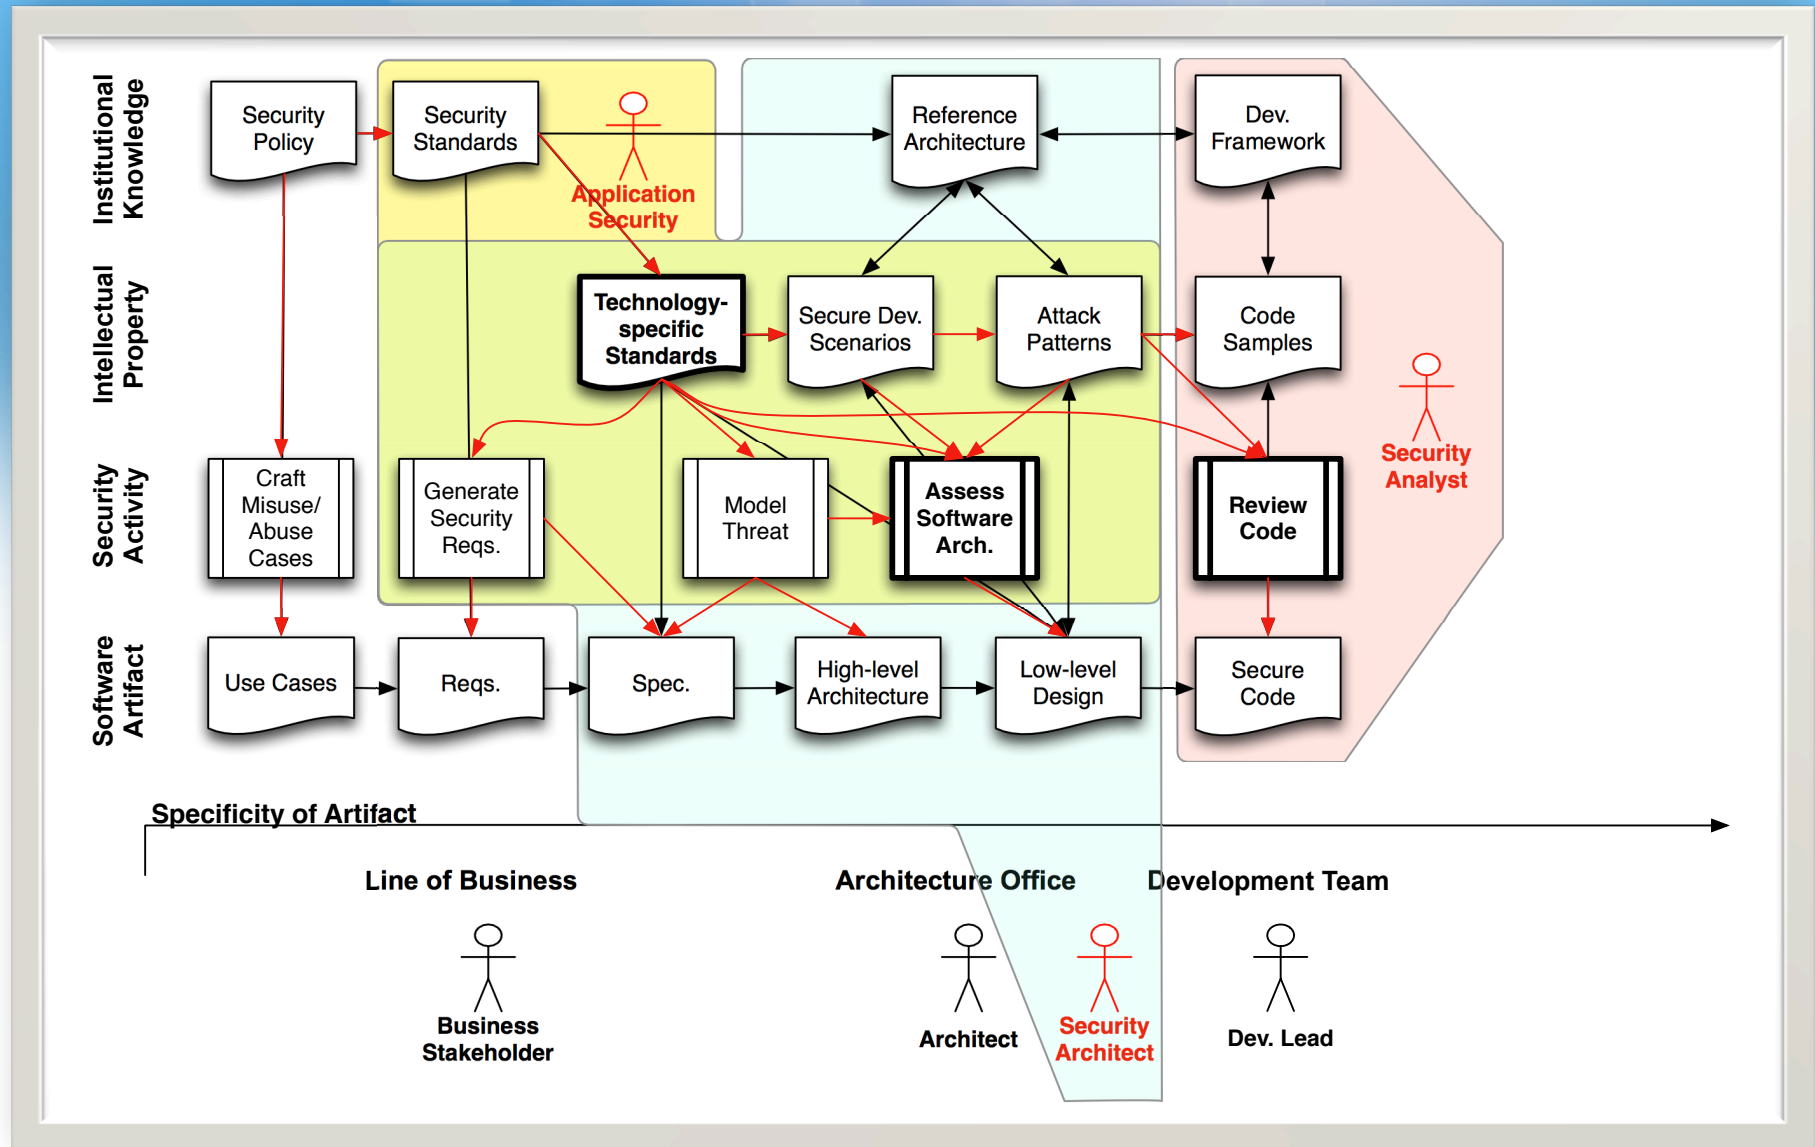 Institutional
Knowledge
Security
Policy
Security
Standards
Application
Security
Reference
Architecture
Dev.
Framework
Intellectual
Property
Technology-
specific
Standards
Secure Dev.
Scenarios
Attack
Patterns
Code
Samples
Security
Analyst
Security
Activity
Craft
Misuse/
Abuse
Cases
Generate
Security
Reqs.
Model
Threat
Assess
Software
Arch.
Review
Code
Software
Artifact
Use Cases
Reqs.
Spec.
High-level
Architecture
Low-level
Design
Secure
Code
Specificity of Artifact
Line of Business
Architecture Office
Development Team
Business
Stakeholder
Architect
Security
Architect
Dev. Lead